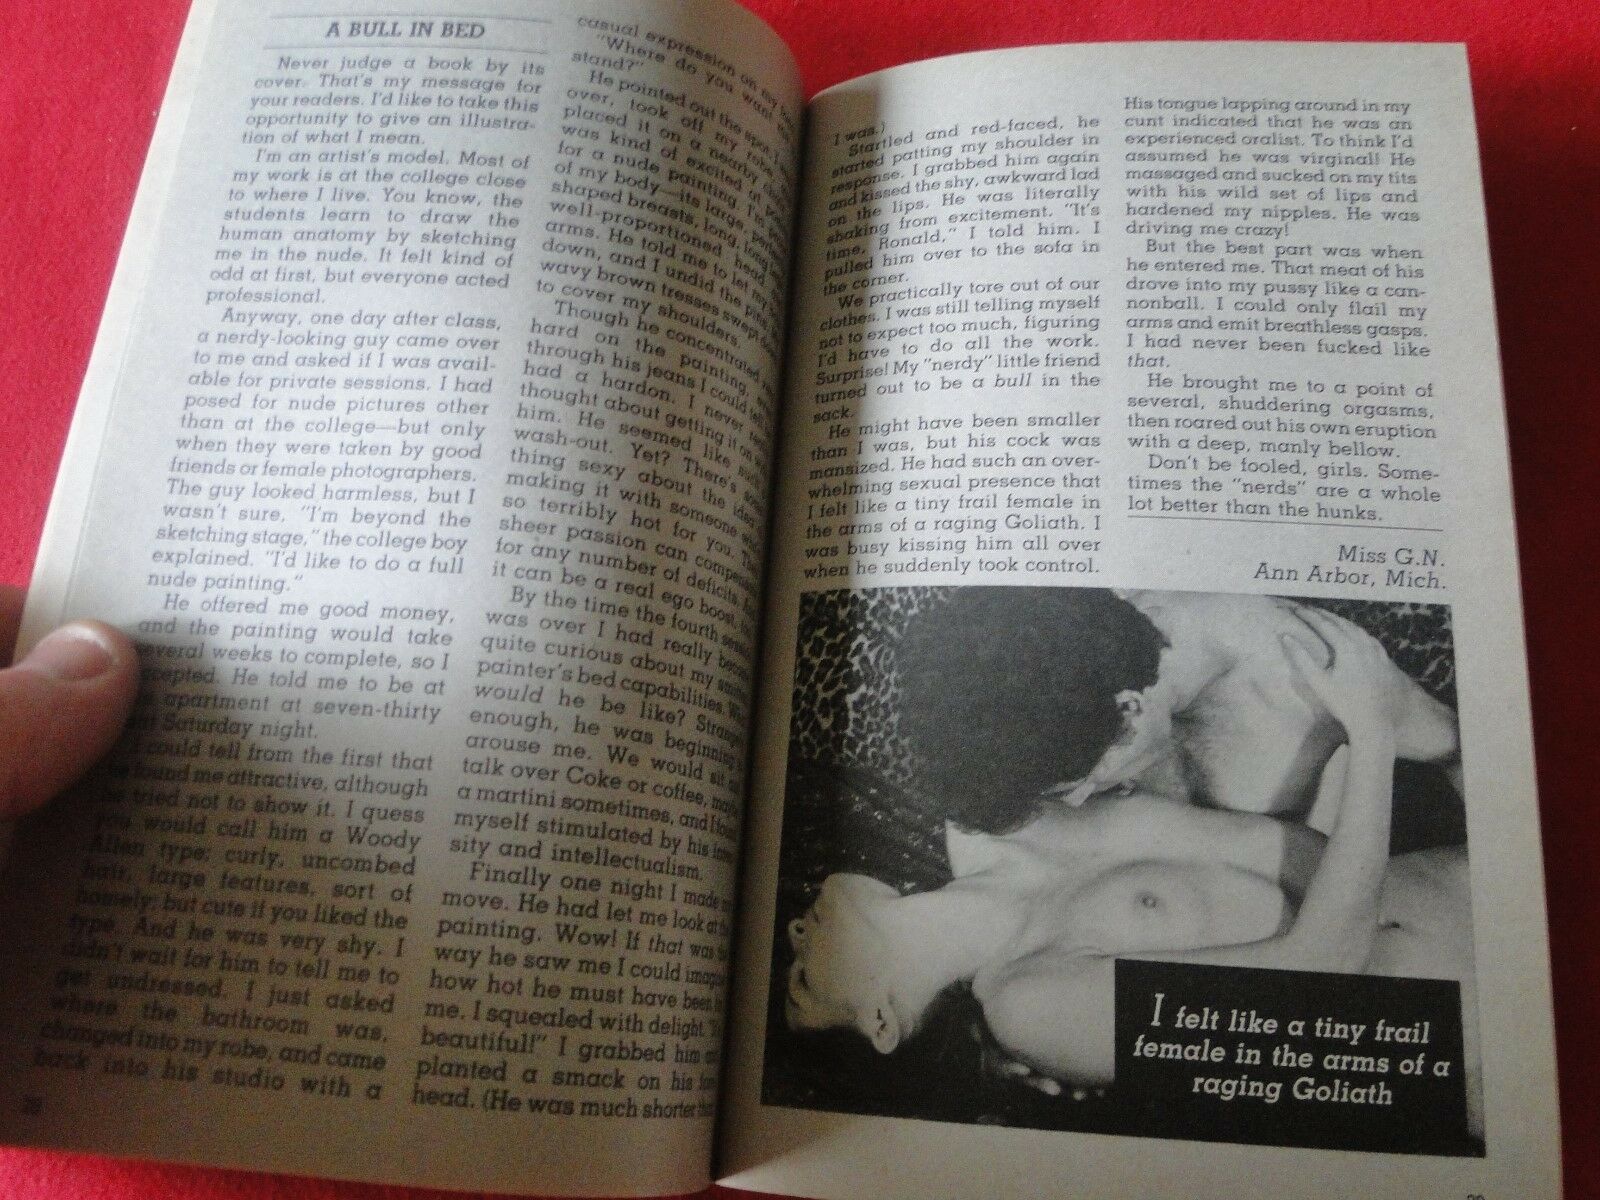 A BULL IN BED
Never judge a book by its
cover. That's my message for
your readers. I'd like to take this
opportunity to give an illustra-
tion of what I mean.
I'm an artist's model. Most of
my work is at the college close
to where I live. You know, the
students learn to draw the
human anatomy by sketching
me in the nude. It felt kind of
odd at first, but everyone acted
professional.
Anyway, one day after class,
a nerdy-looking guy came over
to me and asked if I was avail-
able for private sessions. I had
posed for nude pictures other
than at the college—but only
when they were taken by good
friends or female photographers.
The guy looked harmless, but I
wasn't sure. "I'm beyond the
sketching stage," the college boy
explained. "I'd like to do a full
nude painting."
He offered me good money,
and the painting would take
several weeks to complete, so I
accepted. He told me to be at
apartment at seven-thirty
Saturday night.
I could tell from the first that
he found me attractive, although
he tried not to show it. I guess
you would call him a Woody
Allen type; curly, uncombed
hair, large features, sort of
homely; but cute if you liked the
type. And he was very shy. I
didn't wait for him to tell me to
get undressed. I just asked
where the bathroom was,
changed into my robe, and came
back into his studio with a
casual expression on my
"Where do you want me
stand?"
He pointed out the spot. I
over, took off my robe,
placed it on a nearby
was kind of excited at
for a nude painting. I'm
of my body—its large,
shaped breasts, long,
well-proportioned head,
arms. He told me to let my
down, and I undid the pins.
wavy brown tresses swept
to cover my shoulders.
Though he concentrated
hard on the painting,
through his jeans I could tell
had a hardon. I never
thought about getting it on
him. He seemed like such
wash-out. Yet? There's
thing sexy about the idea
making it with someone
so terribly hot for you.
sheer passion can compensate
for any number of deficits.
it can be a real ego boost,
By the time the fourth
was over I had really
quite curious about my
painter's bed capabilities.
would he be like? Strangely
enough, he was beginning
arouse me. We would sit
talk over Coke or coffee,
a martini sometimes, and I
myself stimulated by his
sity and intellectualism.
Finally one night I made
move. He had let me look at
painting. Wow! If that was the
way he saw me I could imagine
how hot he must have been
me. I squealed with delight.
beautiful!" I grabbed him
planted a smack on his
head. (He was much shorter
28
I was.)
Startled and red-faced, he
started patting my shoulder in
response. I grabbed him again
and kissed the shy, awkward lad
on the lips. He was literally
shaking from excitement. "It's
time, Ronald," I told him. I
pulled him over to the sofa in
the corner.
We practically tore out of our
clothes. I was still telling myself
not to expect too much, figuring
I'd have to do all the work.
Surprise! My "nerdy" little friend
turned out to be a bull in the
sack.
He might have been smaller
than I was, but his cock was
mansized. He had such an over-
whelming sexual presence that
I felt like a tiny frail female in
the arms of a raging Goliath. I
was busy kissing him all over
when he suddenly took control.
His tongue lapping around in my
cunt indicated that he was an
experienced oralist. To think I'd
assumed he was virginal! He
massaged and sucked on my tits
with his wild set of lips and
hardened my nipples. He was
driving me crazy!
But the best part was when
he entered me. That meat of his
drove into my pussy like a can-
nonball. I could only flail my
arms and emit breathless gasps.
I had never been fucked like
that.
He brought me to a point of
several, shuddering orgasms,
then roared out his own eruption
with a deep, manly bellow.
Don't be fooled, girls. Some-
times the "nerds" are a whole
lot better than the hunks.
Miss G.N.
Ann Arbor, Mich.
I felt like a tiny frail
female in the arms of a
raging Goliath